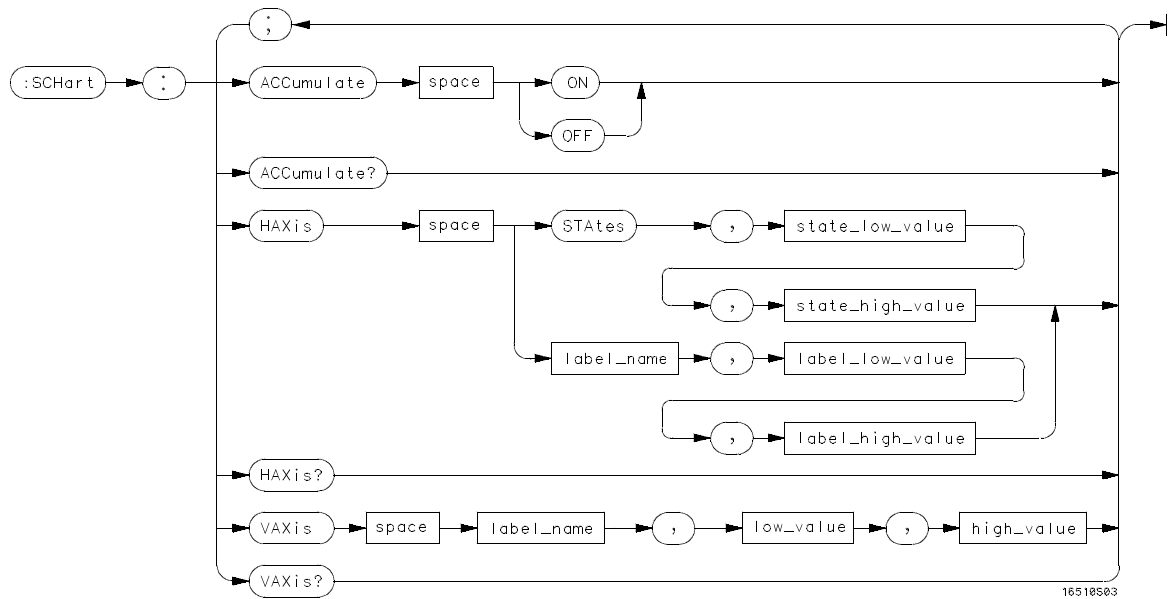 ;
:SCHart : ACCumulate space ON
OFF
ACCumulate?
HAXis space STAtes , state_low_value
, state_high_value
label_name , label_low_value
, label_high_value
HAXis?
VAXis space label_name , low_value , high_value
VAXis?
16510S03